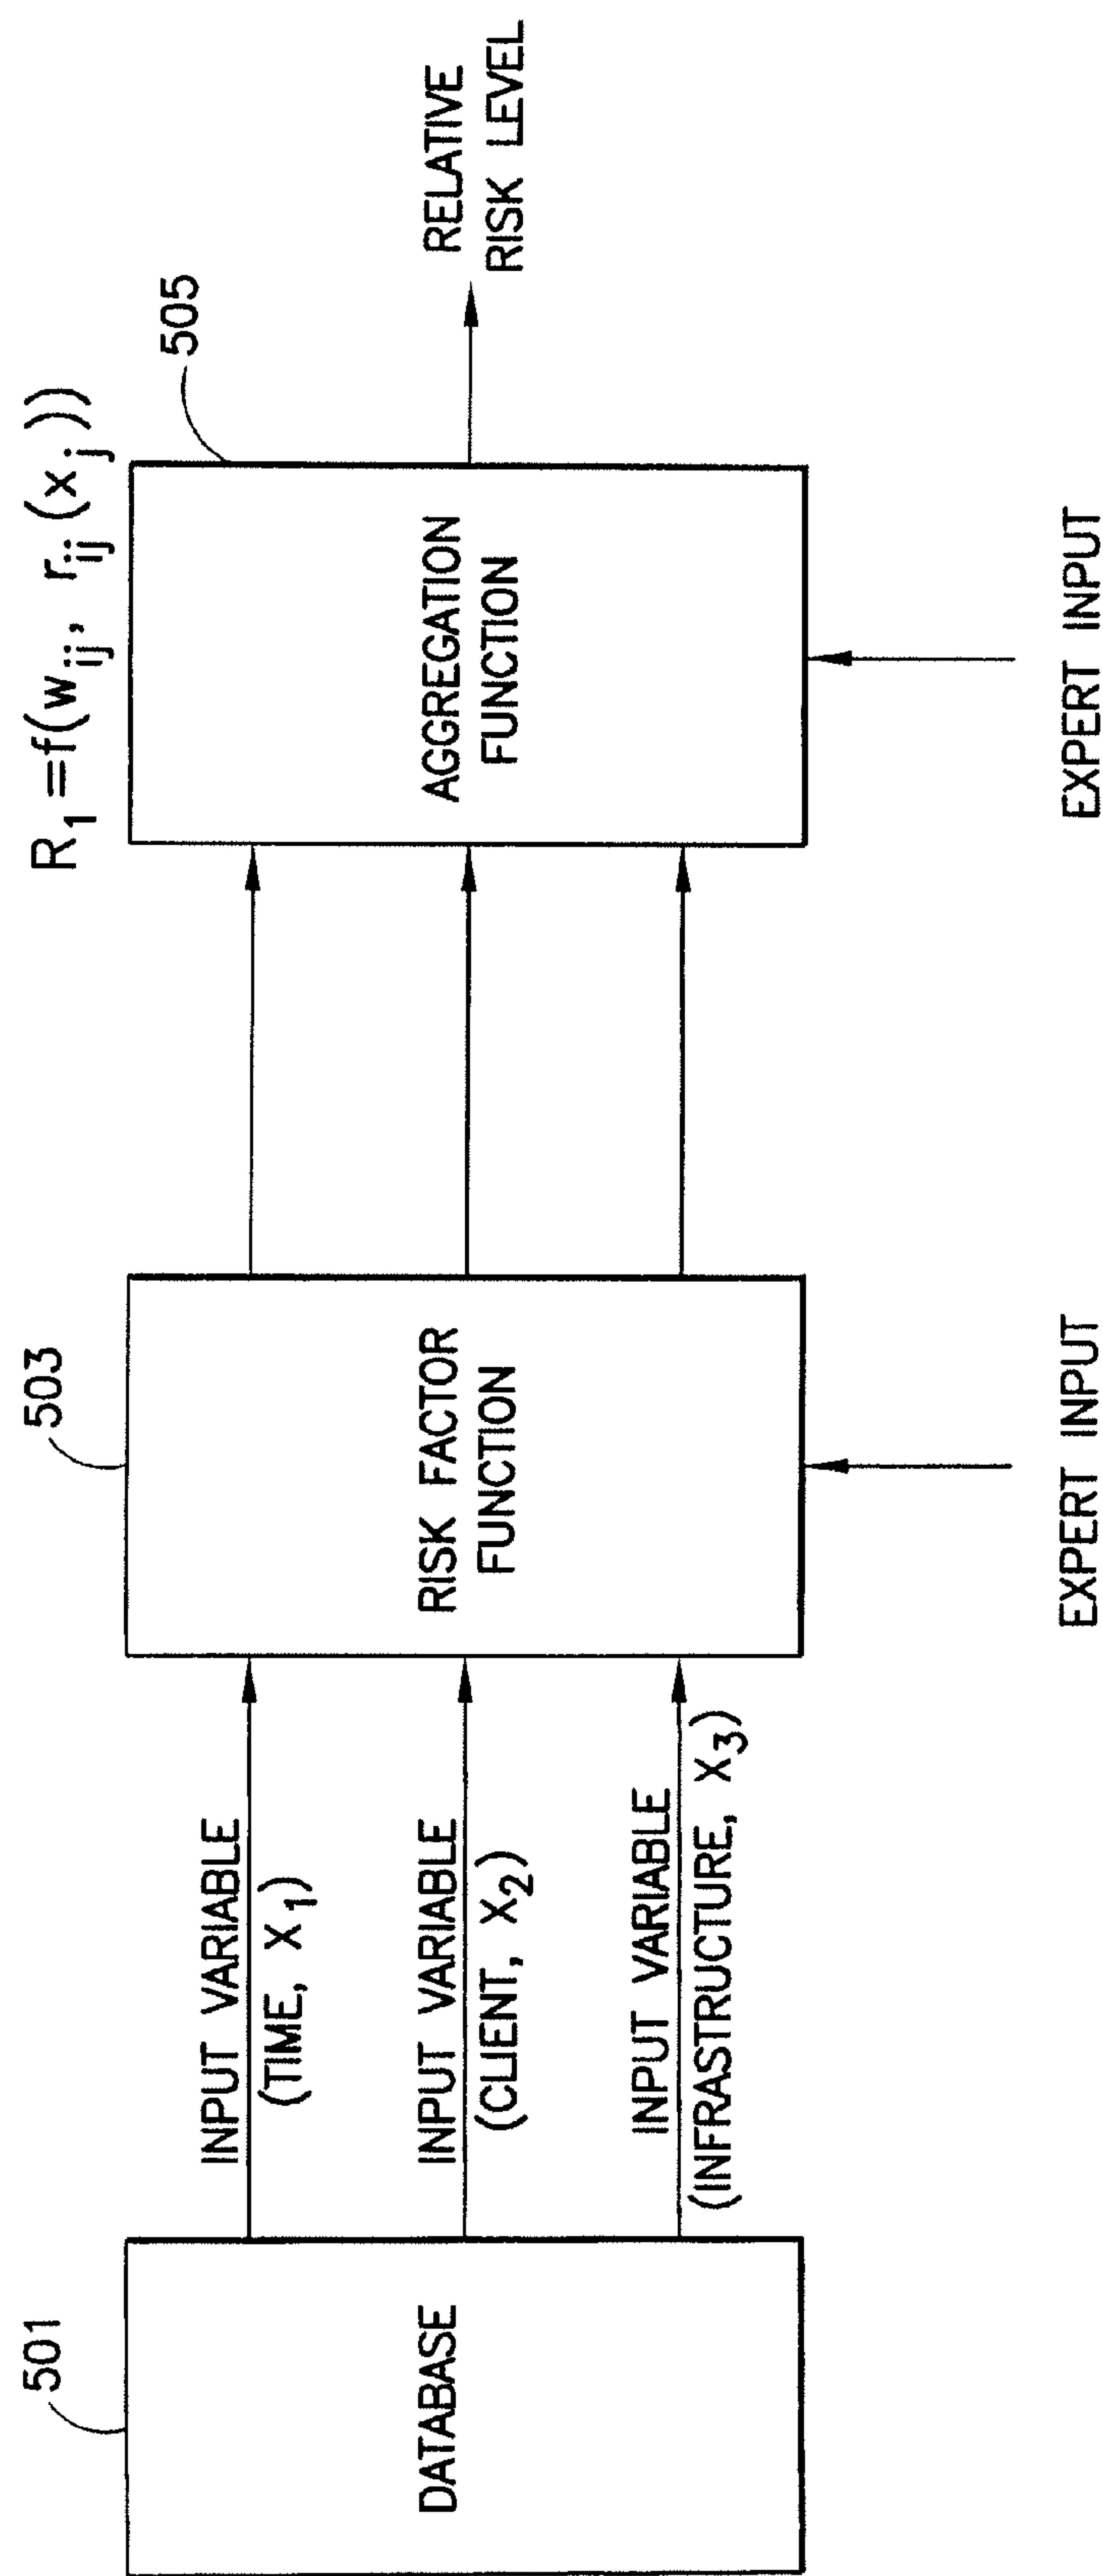 501
DATABASE
INPUT VARIABLE
(TIME, X1)
INPUT VARIABLE
(CLIENT, X2)
INPUT VARIABLE
(INFRASTRUCTURE, X3)
503
RISK FACTOR
FUNCTION
EXPERT INPUT
R1 =f(wij, rij (xj ))
505
AGGREGATION
FUNCTION
EXPERT INPUT
RELATIVE
RISK LEVEL